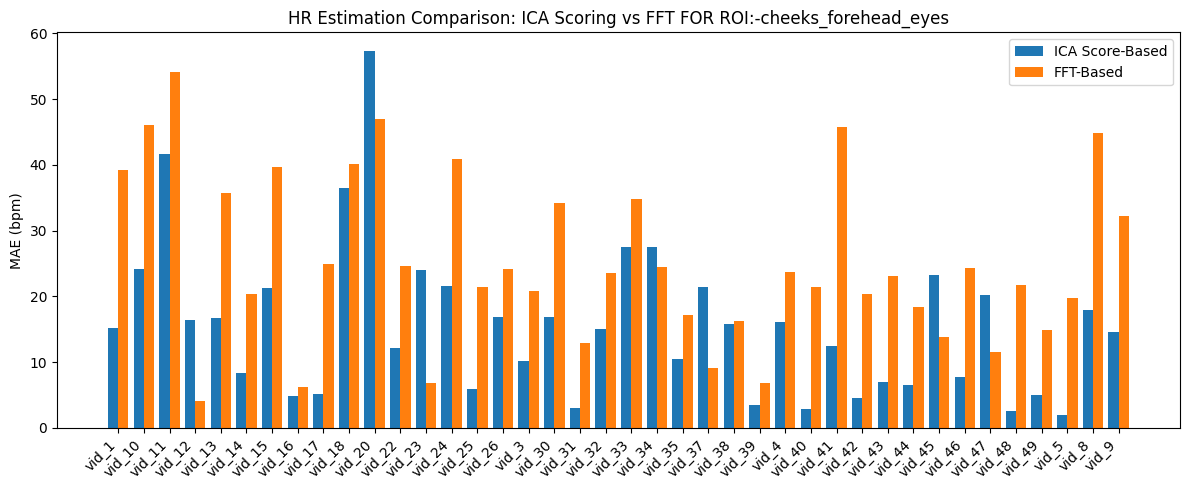 HR Estimation Comparison: ICA Scoring vs FFT FOR ROI:-cheeks_forehead_eyes
ICA Score-Based
FFT-Based
MAE (bpm)
60
50
40
30
20
10
0
vid_1
vid_10
vid_11
vid_12
vid_13
vid_14
vid_15
vid_16
vid_17
vid_18
vid_20
vid_22
vid_23
vid_24
vid_25
vid_26
vid_3
vid_30
vid_31
vid_32
vid_33
vid_34
vid_35
vid_37
vid_38
vid_39
vid_4
vid_40
vid_41
vid_42
vid_43
vid_44
vid_45
vid_46
vid_47
vid_48
vid_49
vid_5
vid_8
vid_9